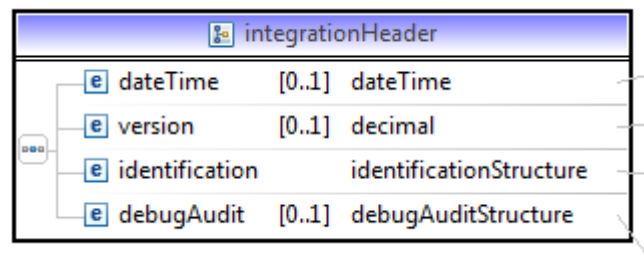 integrationHeader
e dateTime [0..1] dateTime
e version [0..1] decimal
e identification identificationStructure
e debugAudit [0..1] debugAuditStructure